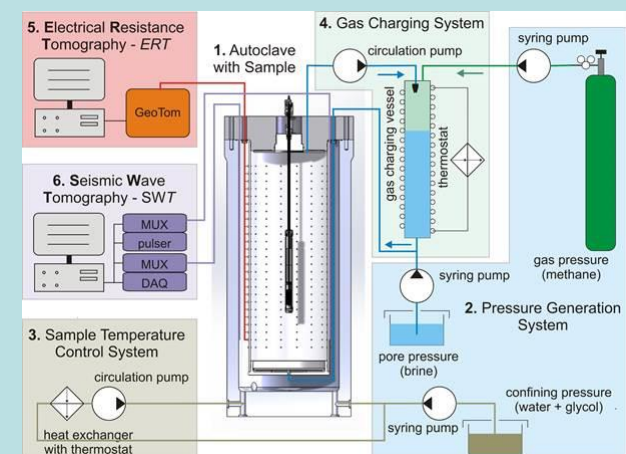 5. Electrical Resistance
Tomography - ERT
GeoTom
1. Autoclave
with Sample
4. Gas Charging System
circulation pump
gas charging vessel
thermostat
syring pump
gas pressure
(methane)
6. Seismic Wave
Tomography - SWT
MUX
pulser
MUX
DAQ
syring pump
2. Pressure Generation
System
pore pressure
(brine)
3. Sample Temperature
Control System
circulation pump
heat exchanger
with thermostat
confining pressure
(water + glycol)
syring pump